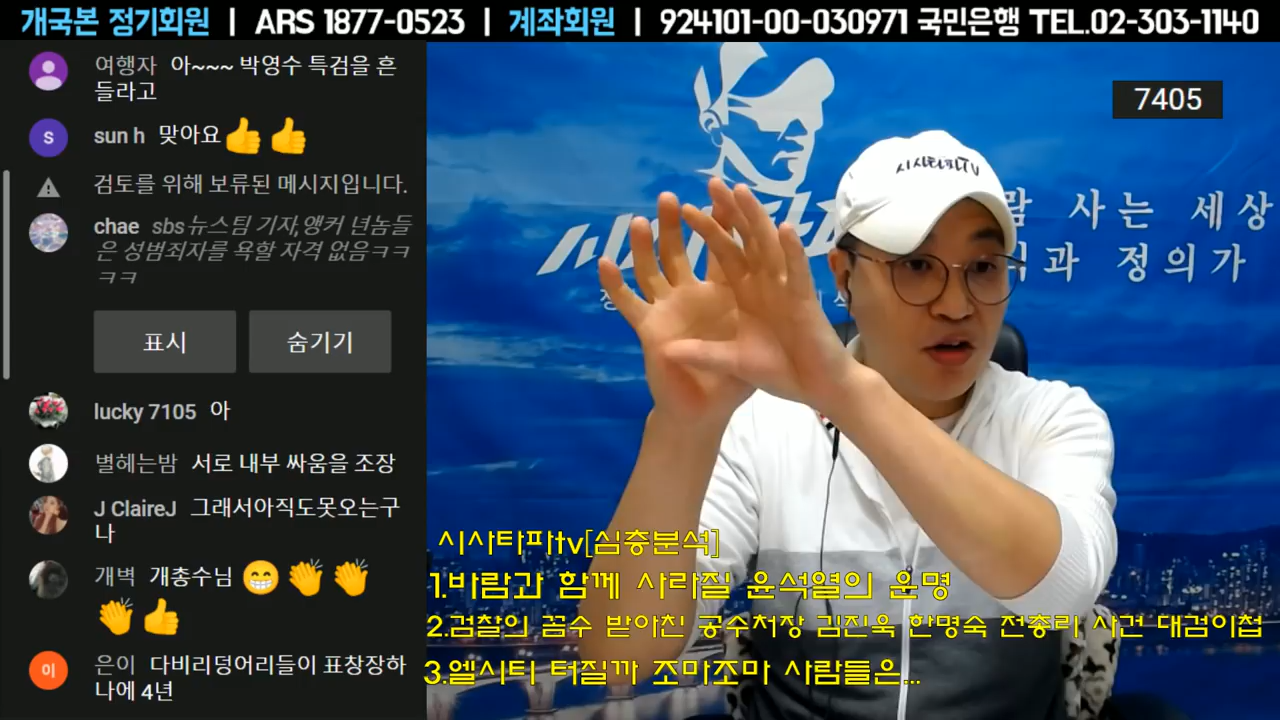 개국본 정기회원 | ARS 1877-0523 | 계좌회원 | 924101-00-030971 국민은행 TEL.02-303-1140
여행자 아~~~ 박영수 특검을 흔
들라고
S sun h 맞아요👍👍
검토를 위해 보류된 메시지입니다.
chae sbs뉴스팀 기자,앵커 년놈들
은 성범죄자를 욕할 자격 없음ㅋㅋ
ㅋㅋ
표시 숨기기
lucky 7105 아
별헤는밤 서로 내부 싸움을 조장
J ClaireJ 그래서아직도못오는구
나
개벽 개총수님 😁👏👏
👏👍
이 은이 다비리덩어리들이 표창장하
나에 4년
7405
시사타파TV
람 사는 세상
식과 정의가
시사타파tv[심층분석]
1.바람과 함께 사라질 윤석열의 운명
2.검찰의 꼼수 받아친 공수처장 김진욱 한명숙 전총리 사건 대검이첩
3.엘시티 터질까 조마조마 사람들은...